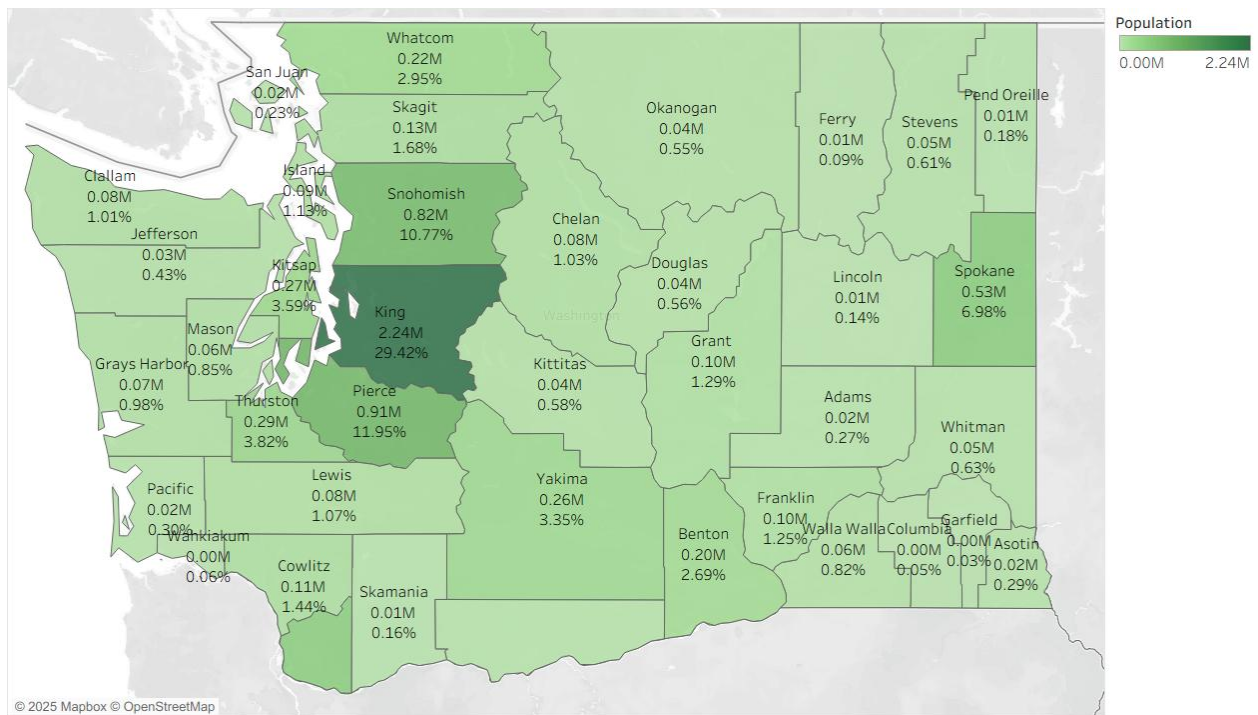 Population
0.00M 2.24M
Whatcom
0.22M
2.95%
San Juan
0.02M
0.23%
Skagit
0.13M
1.68%
Okanogan
0.04M
0.55%
Ferry
0.01M
0.09%
Stevens
0.05M
0.61%
Pend Oreille
0.01M
0.18%
Clallam
0.08M
1.01%
Island
0.09M
1.13%
Snohomish
0.82M
10.77%
Jefferson
0.03M
0.43%
Chelan
0.08M
1.03%
Douglas
0.04M
0.56%
Kitsap
0.27M
3.59%
Lincoln
0.01M
0.14%
Spokane
0.53M
6.98%
King
2.24M
29.42%
Washington
Mason
0.06M
0.85%
Grant
0.10M
1.29%
Grays Harbor
0.07M
0.98%
Kittitas
0.04M
0.58%
Pierce
0.91M
11.95%
Thurston
0.29M
3.82%
Adams
0.02M
0.27%
Whitman
0.05M
0.63%
Lewis
0.08M
1.07%
Yakima
0.26M
3.35%
Pacific
0.02M
0.30%
Franklin
0.10M
1.25%
Wahkiakum
0.00M
0.06%
Benton
0.20M
2.69%
Walla Walla
0.06M
0.82%
Columbia
0.00M
0.05%
Garfield
0.00M
0.03%
Asotin
0.02M
0.29%
Cowlitz
0.11M
1.44%
Skamania
0.01M
0.16%
© 2025 Mapbox © OpenStreetMap